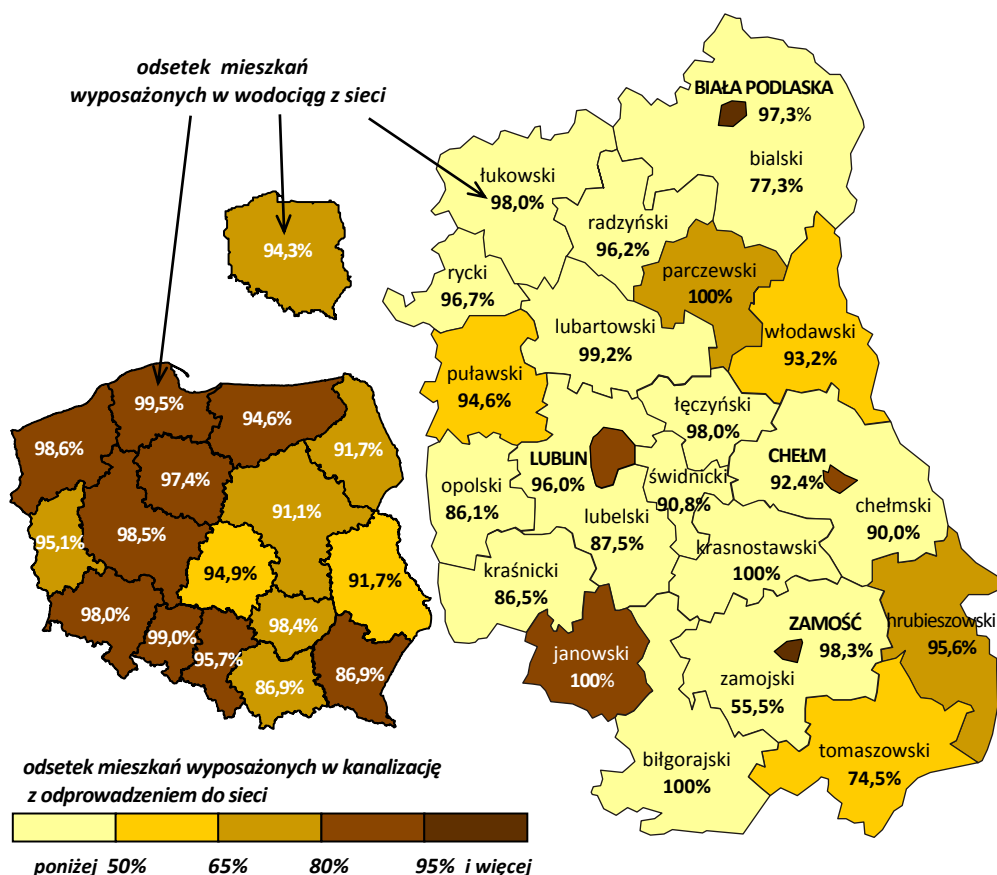 odsetek mieszkań
wyposażonych w wodociąg z sieci
94,3%
99,5%
94,6%
98,6%
91,7%
97,4%
91,1%
95,1%
98,5%
94,9%
91,7%
98,0%
99,0%
98,4%
95,7%
86,9%
86,9%
BIAŁA PODLASKA
97,3%
bialski
77,3%
łukowski
98,0%
radzyński
96,2%
parczewski
100%
rycki
96,7%
lubartowski
99,2%
włodawski
93,2%
puławski
94,6%
łęczyński
98,0%
LUBLIN
96,0%
świdnicki
90,8%
CHEŁM
92,4%
opolski
86,1%
chełmski
90,0%
lubelski
87,5%
krasnostawski
100%
kraśnicki
86,5%
ZAMOŚĆ
98,3%
hrubieszowski
95,6%
janowski
100%
zamojski
55,5%
biłgorajski
100%
tomaszowski
74,5%
odsetek mieszkań wyposażonych w kanalizację
z odprowadzeniem do sieci
poniżej 50% 65% 80% 95% i więcej